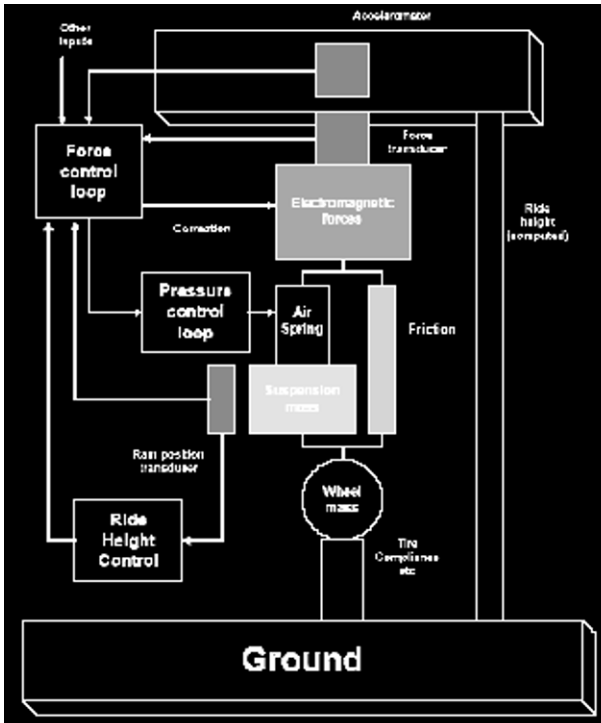 Accelerometer
Other
Inputs
Force
control
loop
Force
transducer
Electromagnetic
forces
Correction
Ride
height
(computed)
Pressure
control
loop
Air
Spring
Friction
Suspension
mass
Ram position
transducer
Wheel
mass
Ride
Height
Control
Tire
Compliance
etc
Ground